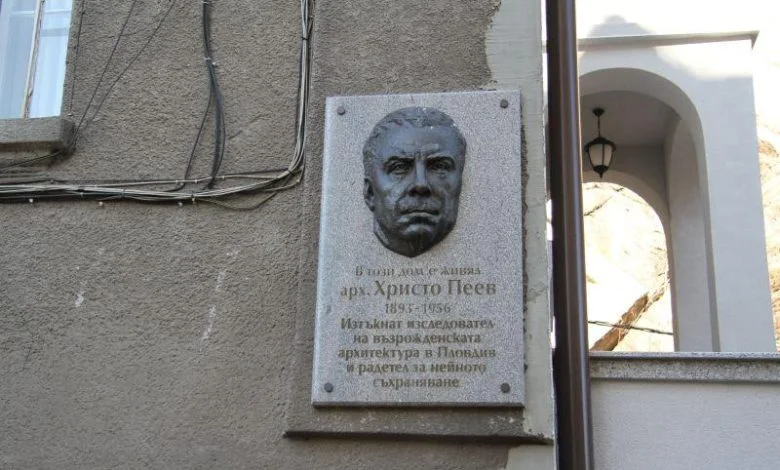 В този дом е живял
арх. Христо Пеев
1893-1956
Изтъкнат изследовател
на възрожденската
архитектура в Пловдив
и радетел за нейното
съхраняване